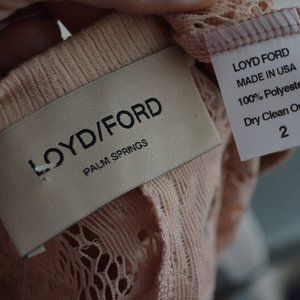 LOYD/FORD
PALM SPRINGS
LOYD FORD
MADE IN USA
100% Polyeste
Dry Clean O
2